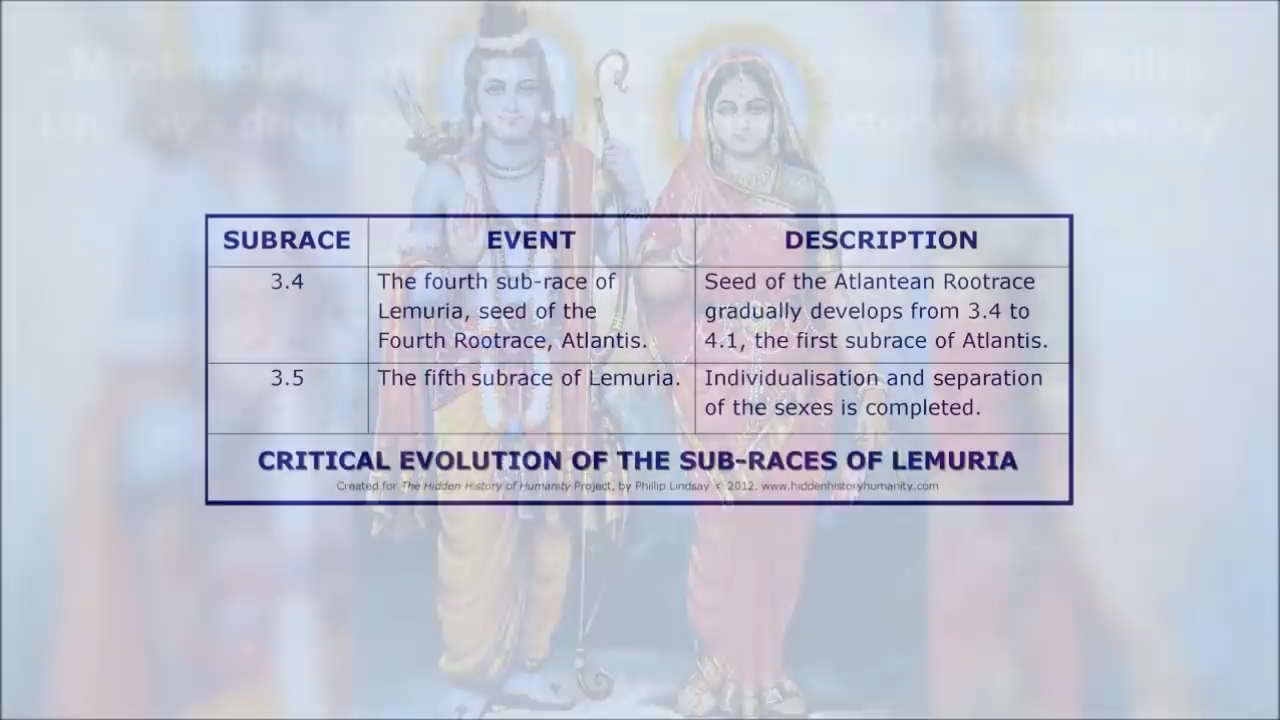 SUBRACE EVENT DESCRIPTION
3.4 The fourth sub-race of Seed of the Atlantean Rootrace
Lemuria, seed of the gradually develops from 3.4 to
Fourth Rootrace, Atlantis. 4.1, the first subrace of Atlantis.
3.5 The fifth subrace of Lemuria. Individualisation and separation
of the sexes is completed.
CRITICAL EVOLUTION OF THE SUB-RACES OF LEMURIA
Created for The Hidden History of Humanity Project, by Phillip Lindsay © 2012. www.hiddenhistoryhumanity.com